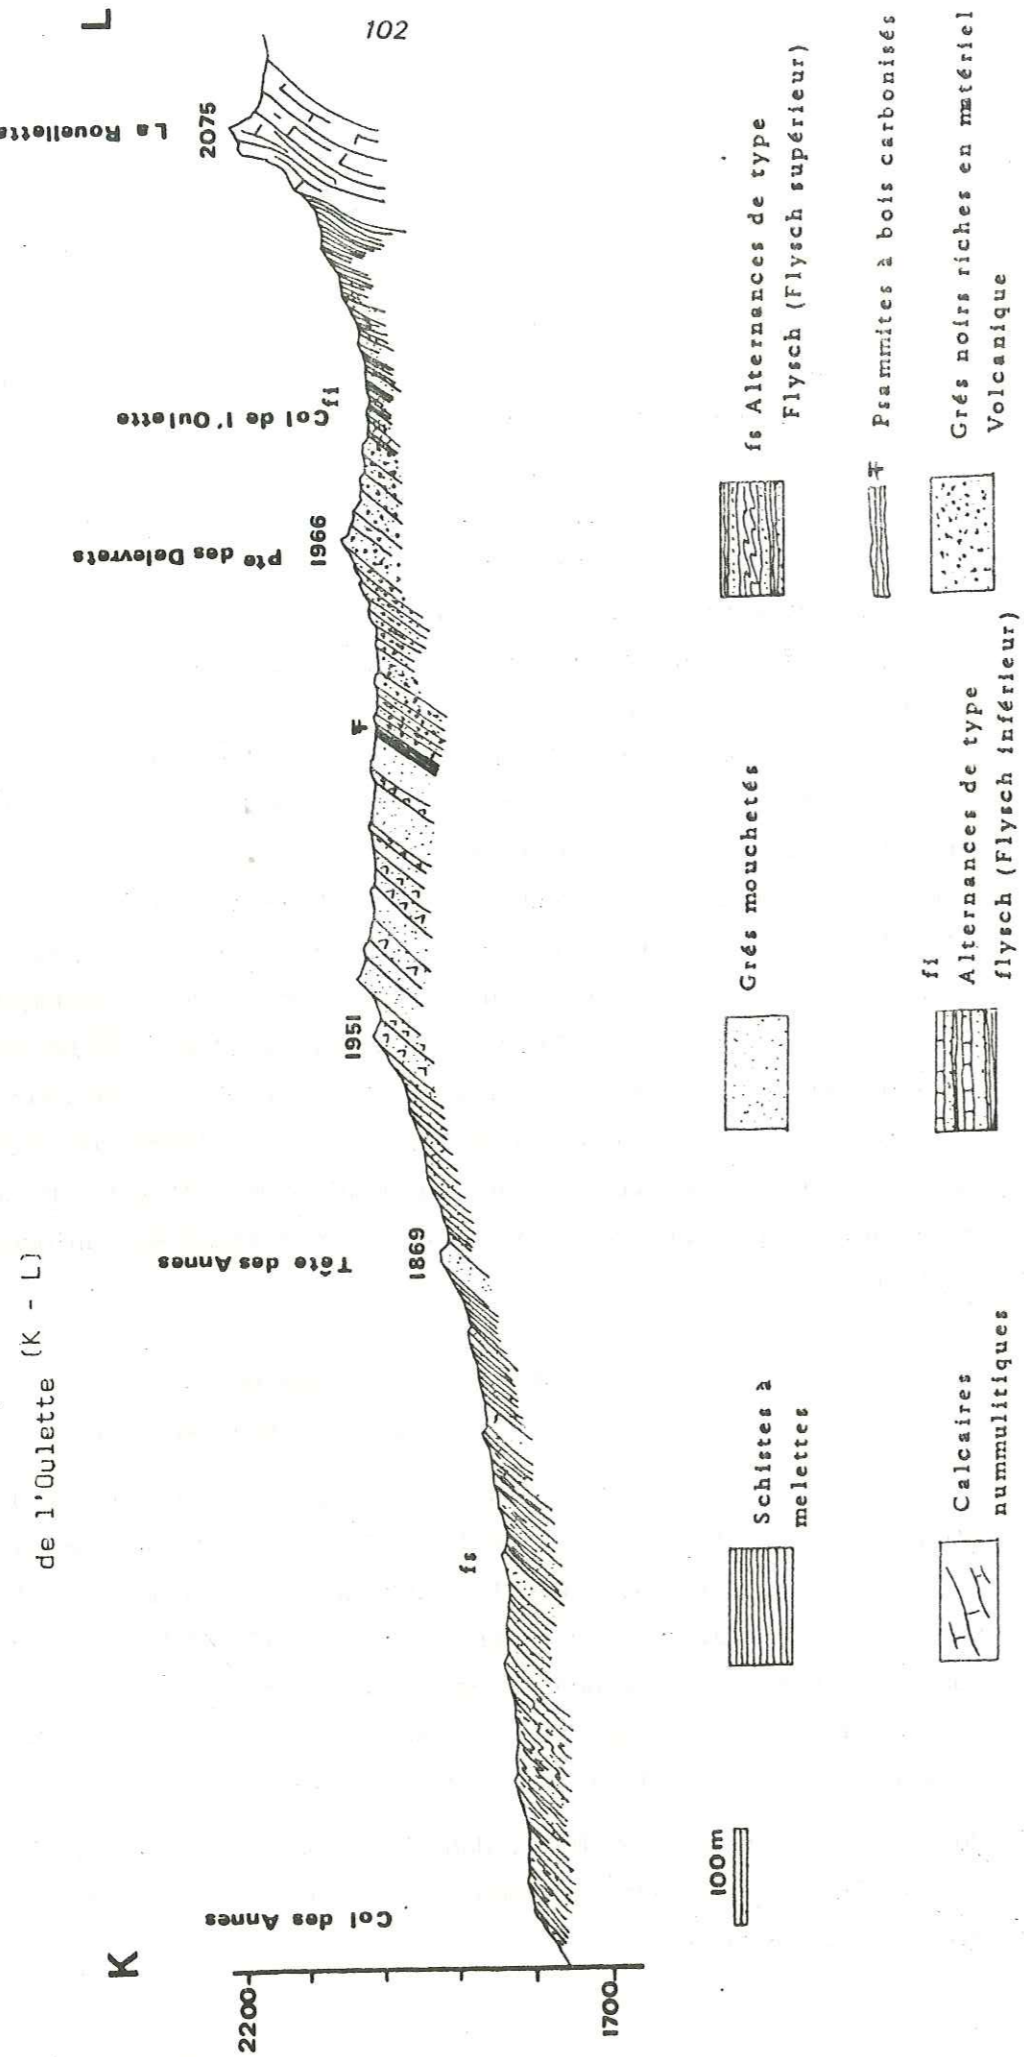 102
de l'Oulette (K - L)
K
L
Col des Annes
Tête des Annes
Pte des Delevrets
Col de l'Oulette
La Rouellette
2200
1700
fs
1869
1951
Ŧ
1966
fi
2075
100m
Schistes à
melettes
Grés mouchetés
fs Alternances de type
Flysch (Flysch supérieur)
Ŧ Psammites à bois carbonisés
Calcaires
nummulitiques
fi
Alternances de type
flysch (Flysch inférieur)
Grés noirs riches en matériel
Volcanique